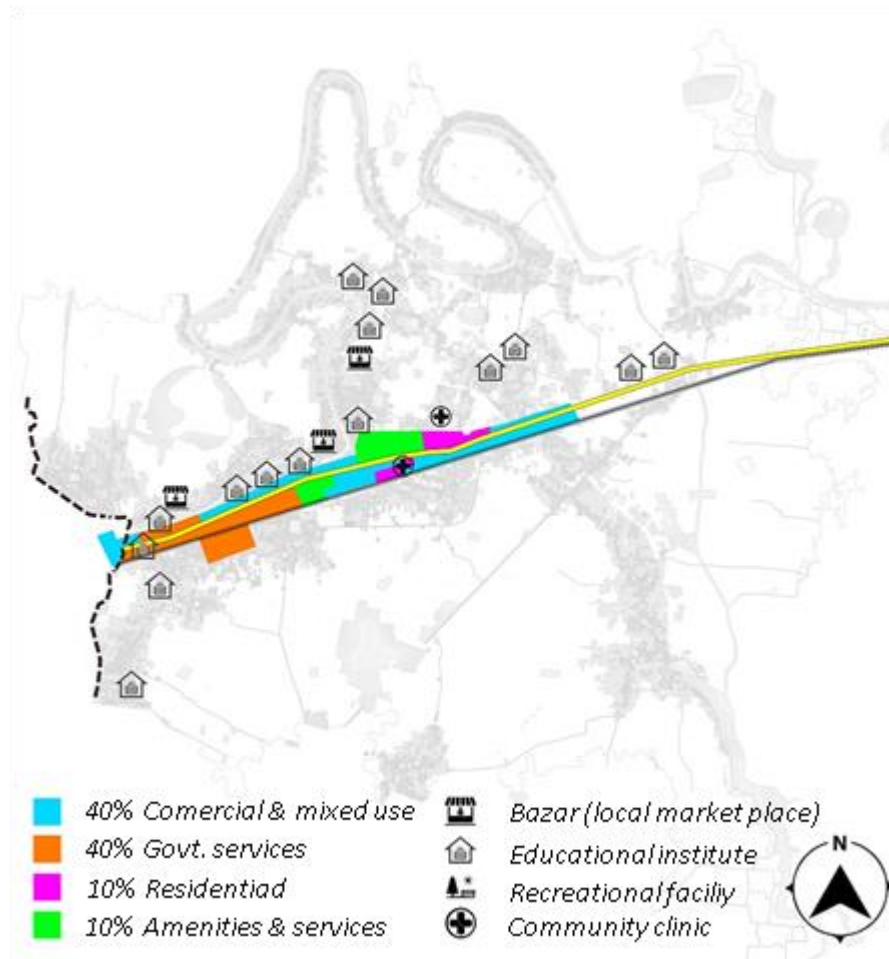 40% Comercial & mixed use
40% Govt. services
10% Residentiad
10% Amenities & services
Bazar (local market place)
Educational institute
Recreational faciliy
Community clinic
N